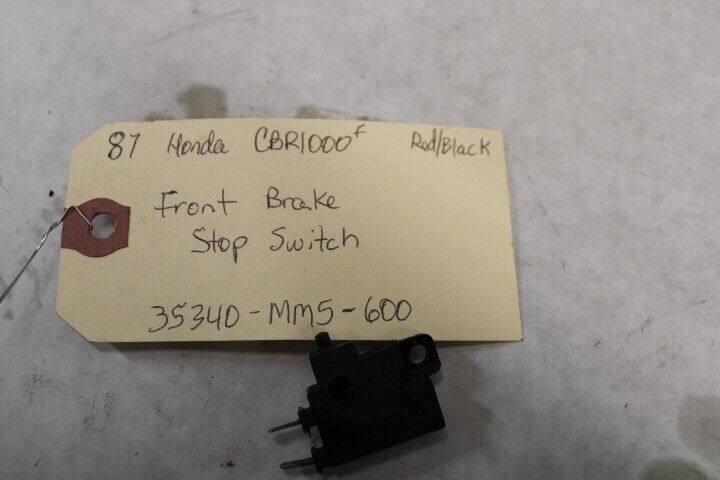 87 Honda CBR1000F Red/Black
Front Brake
Stop Switch
35340-MM5-600